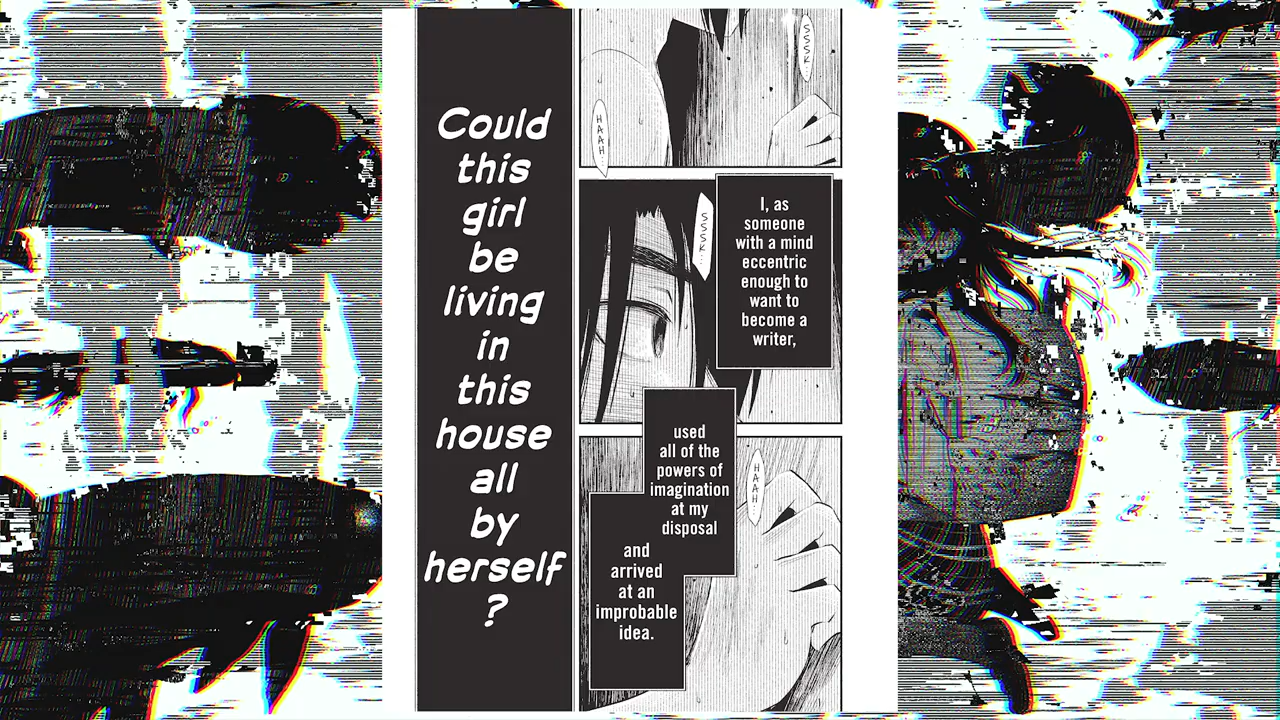 SSSK
HAAH...
I, as
someone
with a mind
eccentric
enough to
want to
become a
writer,
SSSK...
used
all of the
powers of
imagination
at my
disposal
HAAH
and
arrived
at an
improbable
idea.
Could
this
girl
be
living
in
this
house
all
by
herself
?